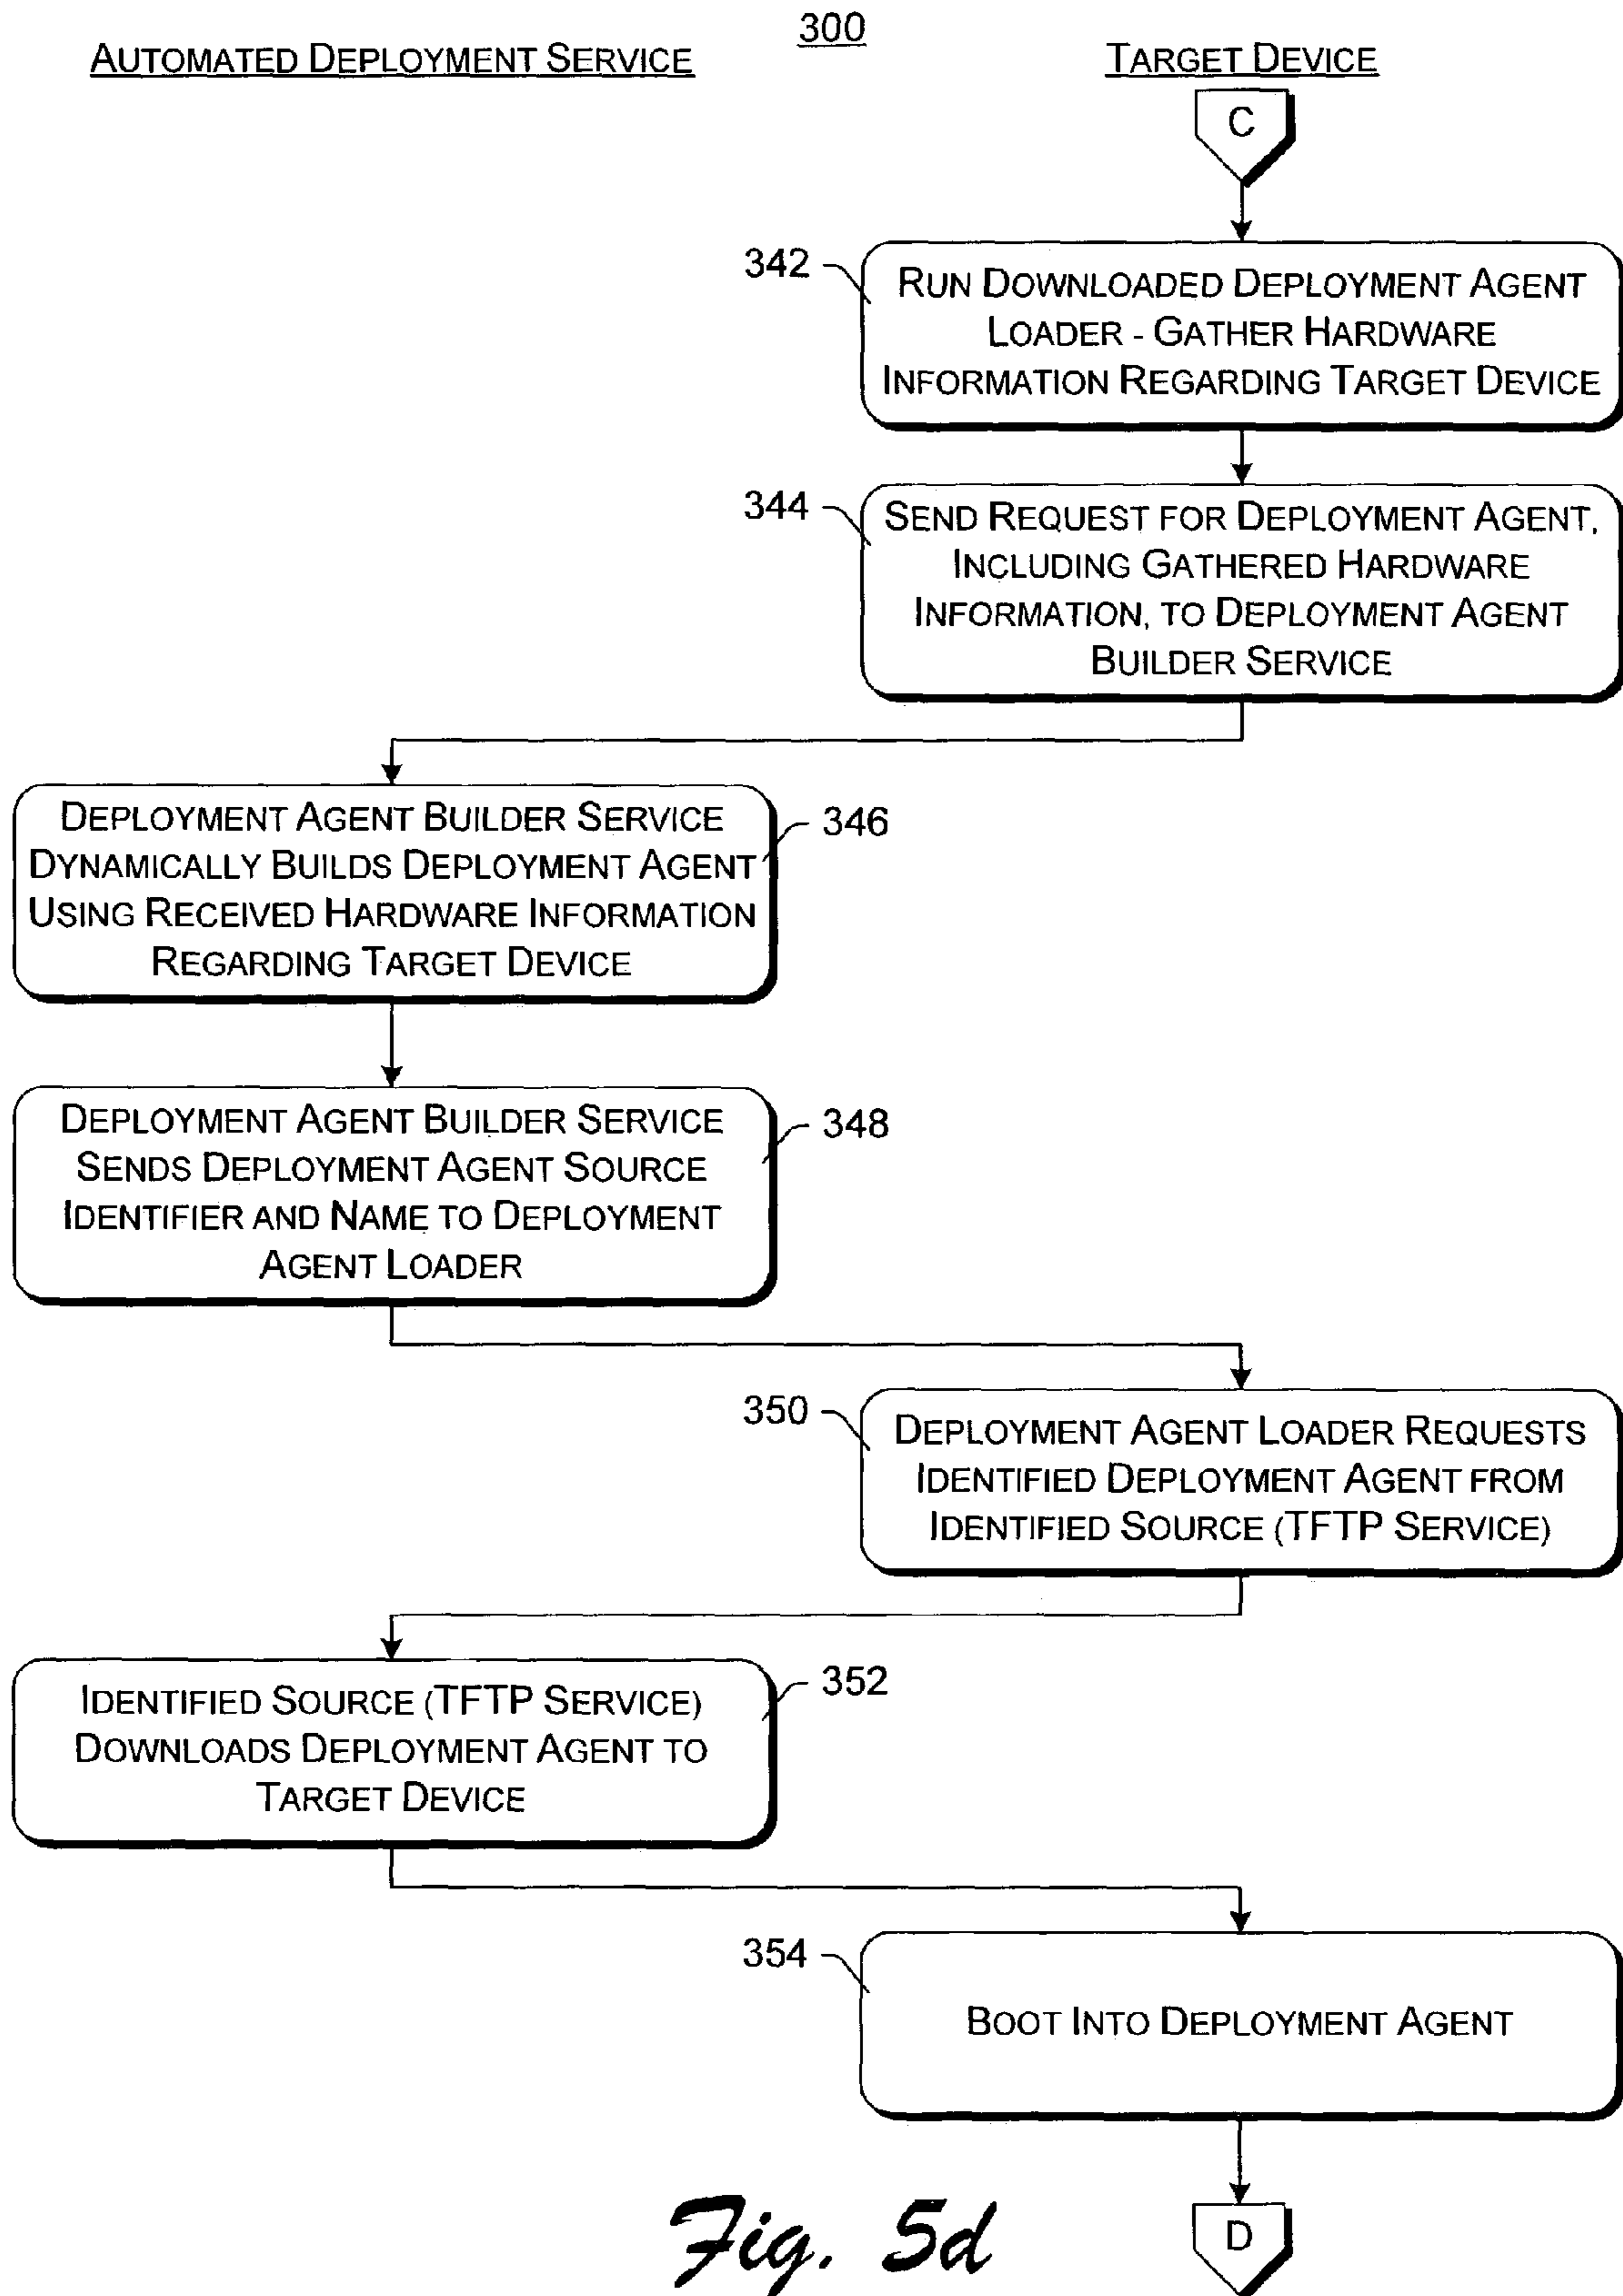 300
AUTOMATED DEPLOYMENT SERVICE
TARGET DEVICE
C
342
RUN DOWNLOADED DEPLOYMENT AGENT
LOADER - GATHER HARDWARE
INFORMATION REGARDING TARGET DEVICE
344
SEND REQUEST FOR DEPLOYMENT AGENT,
INCLUDING GATHERED HARDWARE
INFORMATION, TO DEPLOYMENT AGENT
BUILDER SERVICE
DEPLOYMENT AGENT BUILDER SERVICE
DYNAMICALLY BUILDS DEPLOYMENT AGENT
USING RECEIVED HARDWARE INFORMATION
REGARDING TARGET DEVICE
346
DEPLOYMENT AGENT BUILDER SERVICE
SENDS DEPLOYMENT AGENT SOURCE
IDENTIFIER AND NAME TO DEPLOYMENT
AGENT LOADER
348
350
DEPLOYMENT AGENT LOADER REQUESTS
IDENTIFIED DEPLOYMENT AGENT FROM
IDENTIFIED SOURCE (TFTP SERVICE)
IDENTIFIED SOURCE (TFTP SERVICE)
DOWNLOADS DEPLOYMENT AGENT TO
TARGET DEVICE
352
354
BOOT INTO DEPLOYMENT AGENT
D
Fig. 5d